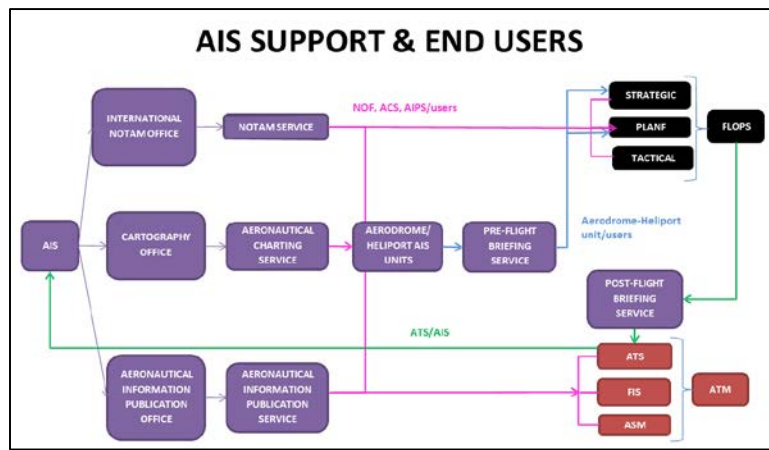 AIS SUPPORT & END USERS
INTERNATIONAL
NOTAM OFFICE
NOTAM SERVICE
NOF, ACS, AIPS/users
STRATEGIC
PLANF
TACTICAL
FLOPS
AIS
CARTOGRAPHY
OFFICE
AERONAUTICAL
CHARTING
SERVICE
AERODROME/
HELIPORT AIS
UNITS
PRE-FLIGHT
BRIEFING
SERVICE
Aerodrome-Heliport
unit/users
POST-FLIGHT
BRIEFING
SERVICE
ATS/AIS
AERONAUTICAL
INFORMATION
PUBLICATION
OFFICE
AERONAUTICAL
INFORMATION
PUBLICATION
SERVICE
ATS
FIS
ASM
ATM